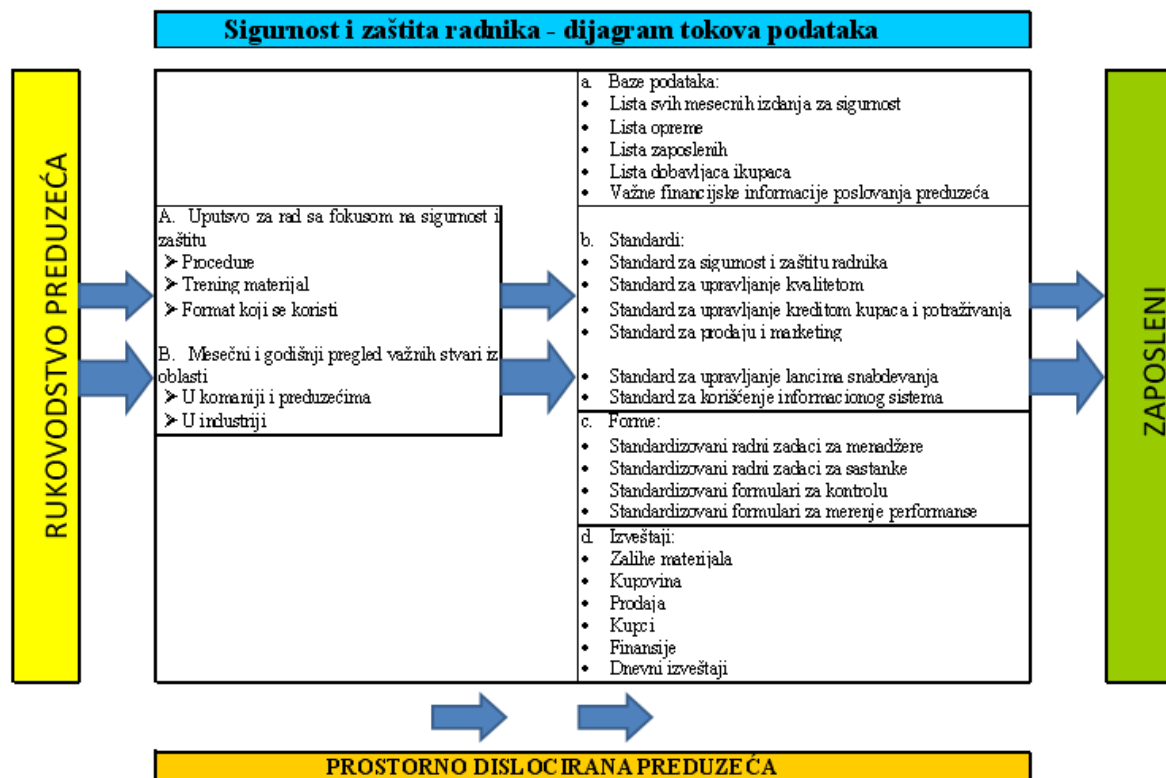 Sigurnost i zaštita radnika - dijagram tokova podataka
RUKOVODSTVO PREDUZEĆA
A. Uputsvo za rad sa fokusom na sigurnost i
zaštitu
➢ Procedure
➢ Trening materijal
➢ Format koji se koristi
B. Mesečni i godišnji pregled važnih stvari iz
oblasti
➢ U komaniji i preduzećima
➢ U industriji
a. Baze podataka:
• Lista svih mesecnih izdanja za sigurnost
• Lista opreme
• Lista zaposlenih
• Lista dobavljaca ikupaca
• Važne financijske informacije poslovanja preduzeća
b. Standardi:
• Standard za sigurnost i zaštitu radnika
• Standard za upravljanje kvalitetom
• Standard za upravljanje kreditom kupaca i potraživanja
• Standard za prodaju i marketing
• Standard za upravljanje lancima snabdevanja
• Standard za korišćenje informacionog sistema
c. Forme:
• Standardizovani radni zadaci za menadžere
• Standardizovani radni zadaci za sastanke
• Standardizovani formulari za kontrolu
• Standardizovani formulari za merenje performanse
d. Izveštaji:
• Zalihe materijala
• Kupovina
• Prodaja
• Kupci
• Finansije
• Dnevni izveštaji
ZAPOSLENI
PROSTORNO DISLOCIRANA PREDUZEĆA